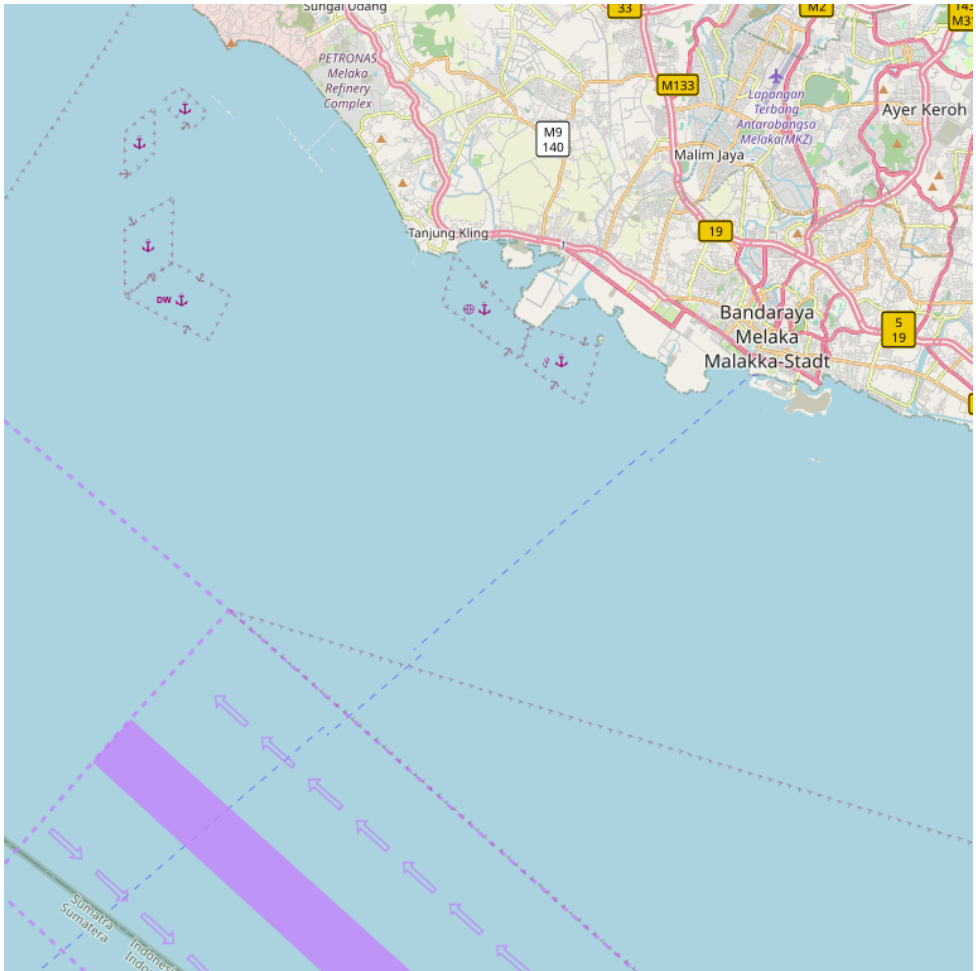 Sungai Udang
33
M2
143
PETRONAS
Melaka
Refinery
Complex
M133
Lapangan
Terbang
Antarabangsa
Melaka(MKZ)
Ayer Keroh
M9
140
Malim Jaya
Tanjung Kling
19
DW
Bandaraya
Melaka
Malakka-Stadt
5
19
Sumatra
Sumatera